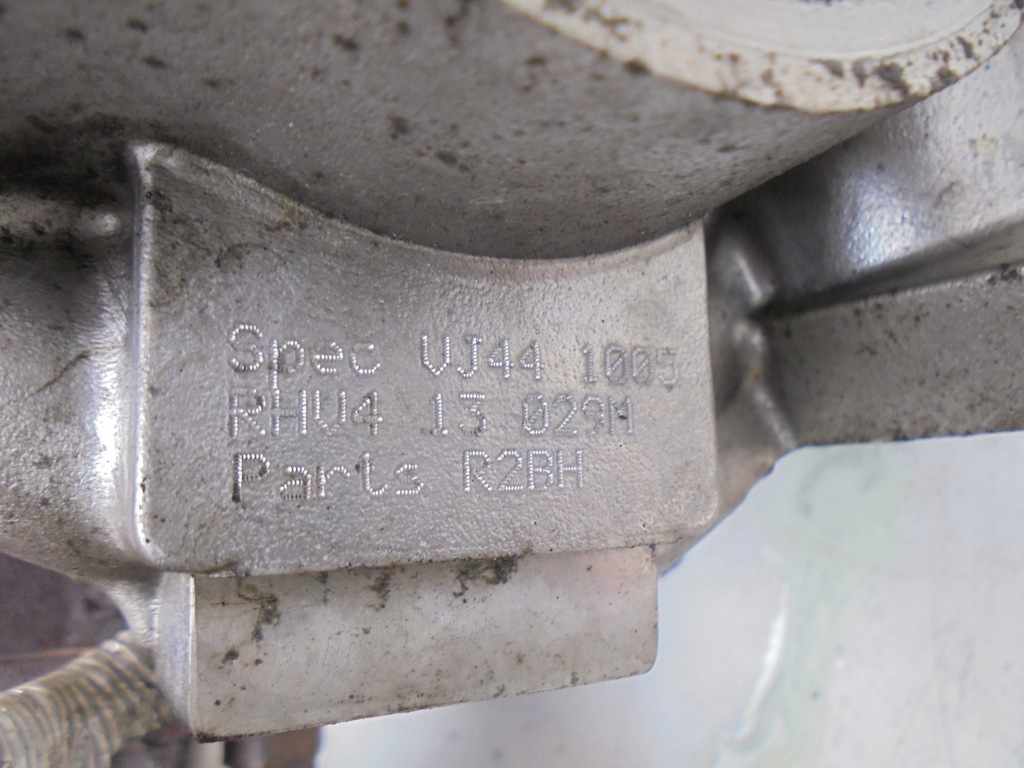 Spec VJ44 1005
RHV4 13 029M
Parts R2BH